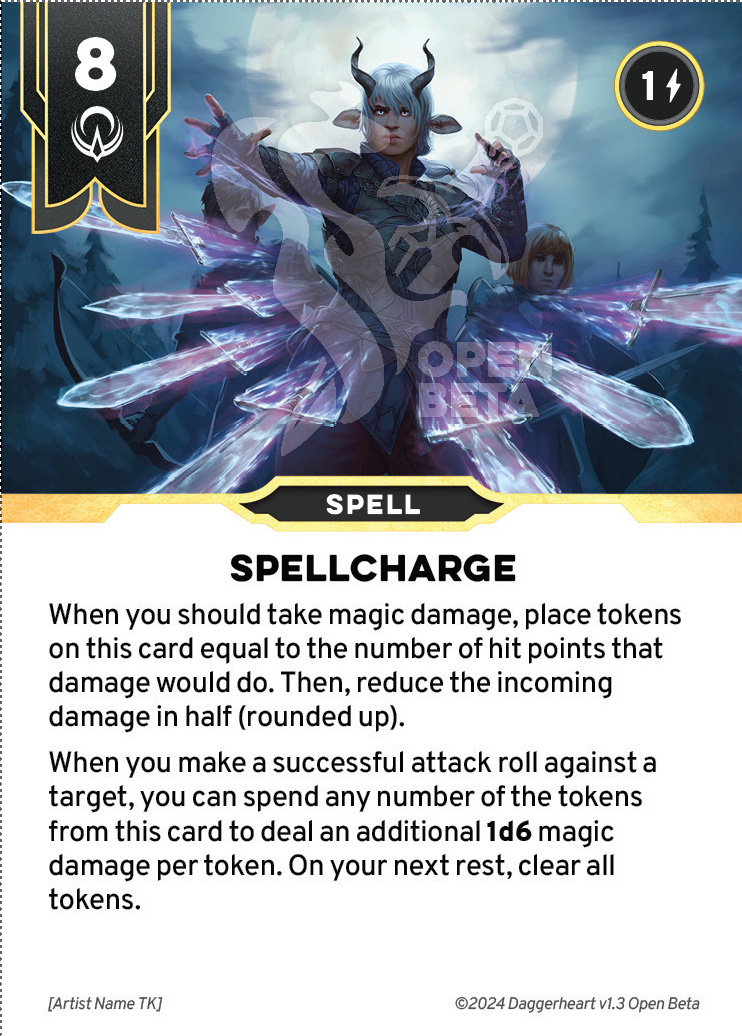 8
1
OPEN
BETA
SPELL
SPELLCHARGE
When you should take magic damage, place tokens
on this card equal to the number of hit points that
damage would do. Then, reduce the incoming
damage in half (rounded up).
When you make a successful attack roll against a
target, you can spend any number of the tokens
from this card to deal an additional 1d6 magic
damage per token. On your next rest, clear all
tokens.
[Artist Name TK]
©2024 Daggerheart v1.3 Open Beta